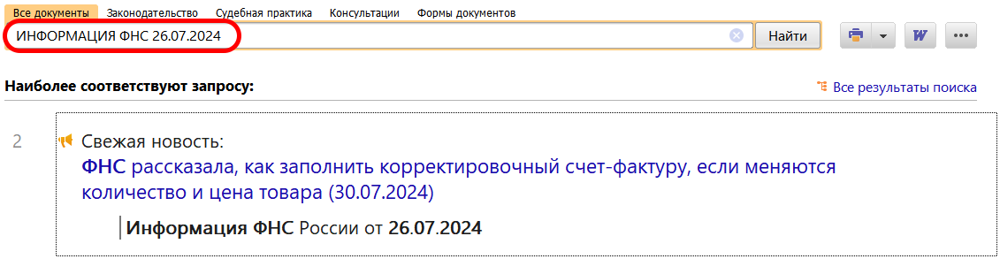 Все документы Законодательство Судебная практика Консультации Формы документов
ИНФОРМАЦИЯ ФНС 26.07.2024 Найти W
Наиболее соответствуют запросу: Все результаты поиска
2 Свежая новость:
ФНС рассказала, как заполнить корректировочный счет-фактуру, если меняются
количество и цена товара (30.07.2024)
Информация ФНС России от 26.07.2024